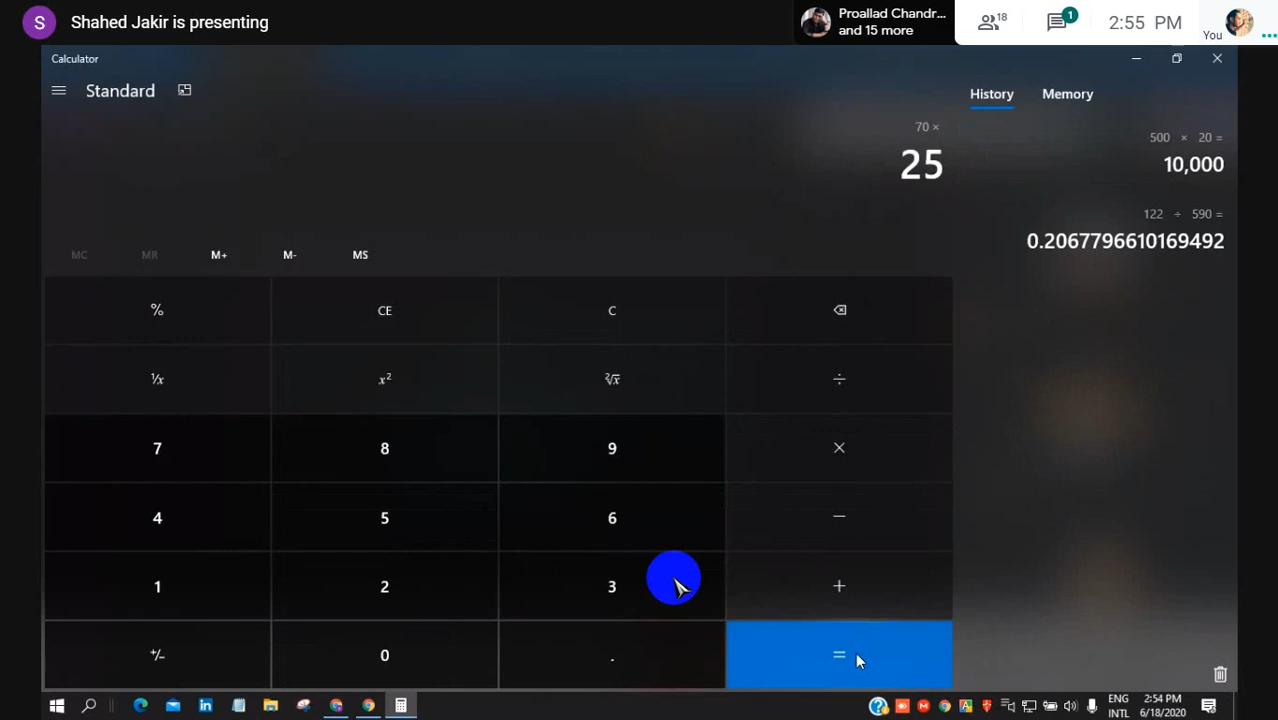 S Shahed Jakir is presenting
Proallad Chandr...
and 15 more
18
1
2:55 PM
You
Calculator
Standard
History
Memory
70 ×
25
500 × 20 =
10,000
122 ÷ 590 =
0.2067796610169492
MC MR M+ M- MS
% CE C
¹/x x² ²√x ÷
7 8 9 ×
4 5 6 −
1 2 3 +
+/− 0 . =
ENG
INTL
2:54 PM
6/18/2020